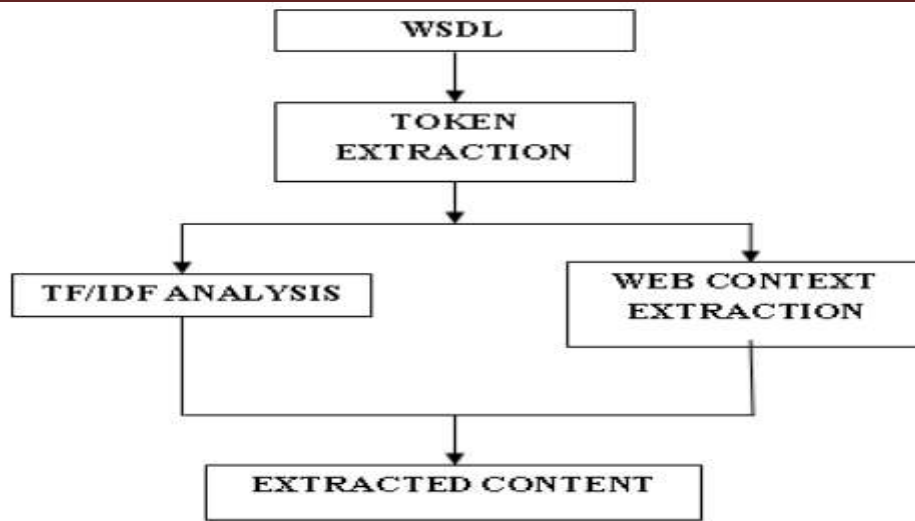 WSDL
TOKEN
EXTRACTION
TF/IDF ANALYSIS
WEB CONTEXT
EXTRACTION
EXTRACTED CONTENT